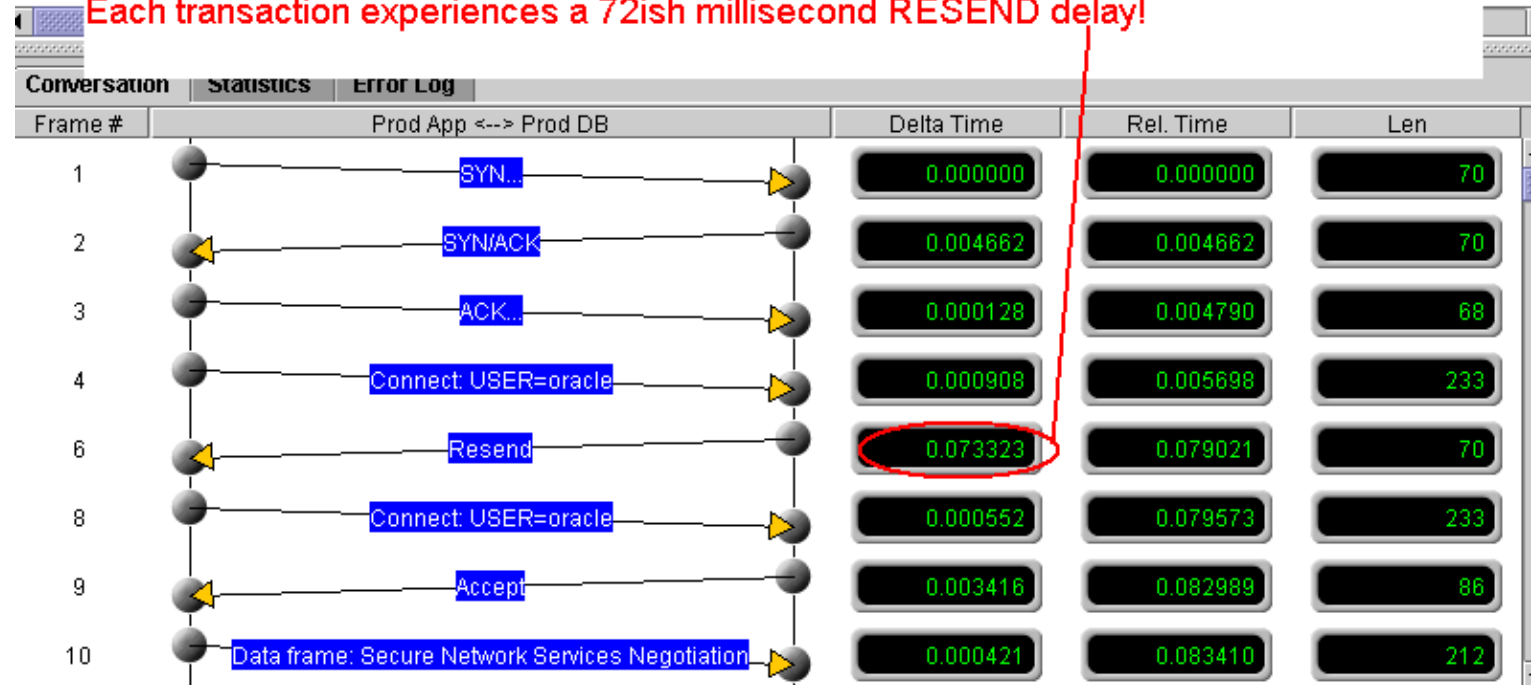 Each transaction experiences a 72ish millisecond RESEND delay!
Conversation Statistics Error Log
Frame # Prod App <--> Prod DB Delta Time Rel. Time Len
1 SYN... 0.000000 0.000000 70
2 SYN/ACK 0.004662 0.004662 70
3 ACK... 0.000128 0.004790 68
4 Connect: USER=oracle 0.000908 0.005698 233
6 Resend 0.073323 0.079021 70
8 Connect: USER=oracle 0.000552 0.079573 233
9 Accept 0.003416 0.082989 86
10 Data frame: Secure Network Services Negotiation 0.000421 0.083410 212